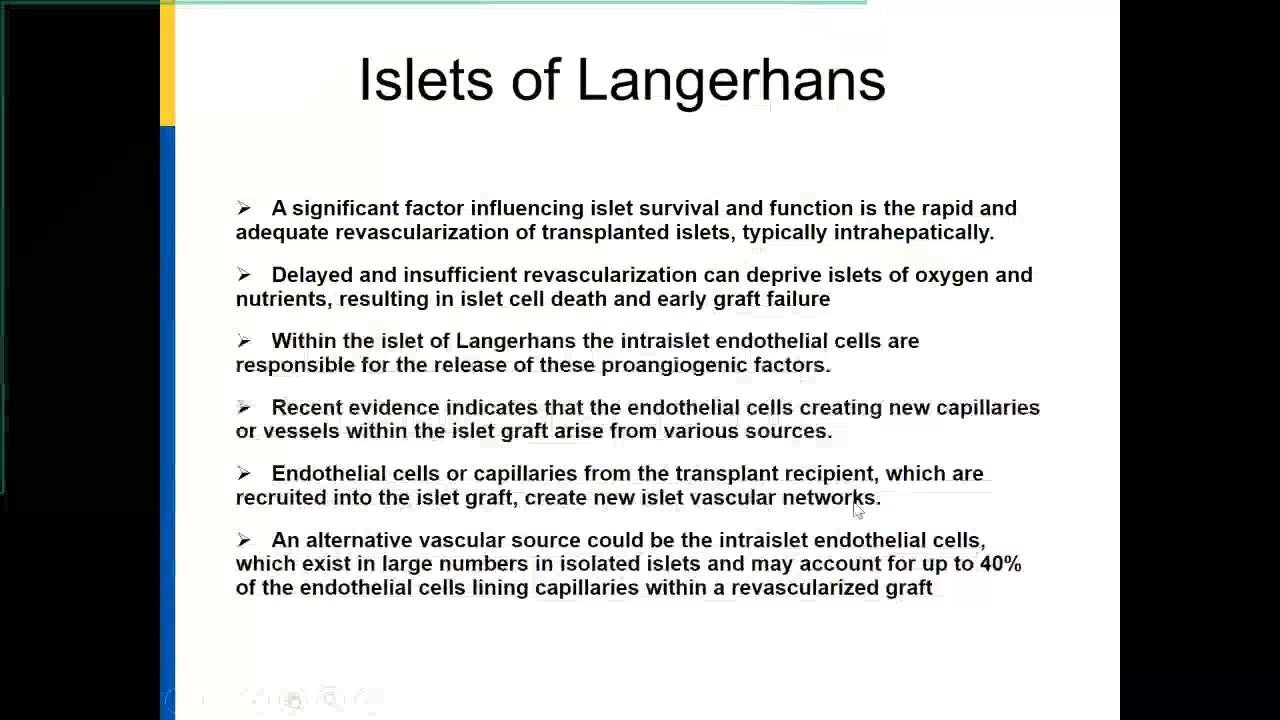 Islets of Langerhans
➢ A significant factor influencing islet survival and function is the rapid and
adequate revascularization of transplanted islets, typically intrahepatically.
➢ Delayed and insufficient revascularization can deprive islets of oxygen and
nutrients, resulting in islet cell death and early graft failure
➢ Within the islet of Langerhans the intraislet endothelial cells are
responsible for the release of these proangiogenic factors.
➢ Recent evidence indicates that the endothelial cells creating new capillaries
or vessels within the islet graft arise from various sources.
➢ Endothelial cells or capillaries from the transplant recipient, which are
recruited into the islet graft, create new islet vascular networks.
➢ An alternative vascular source could be the intraislet endothelial cells,
which exist in large numbers in isolated islets and may account for up to 40%
of the endothelial cells lining capillaries within a revascularized graft